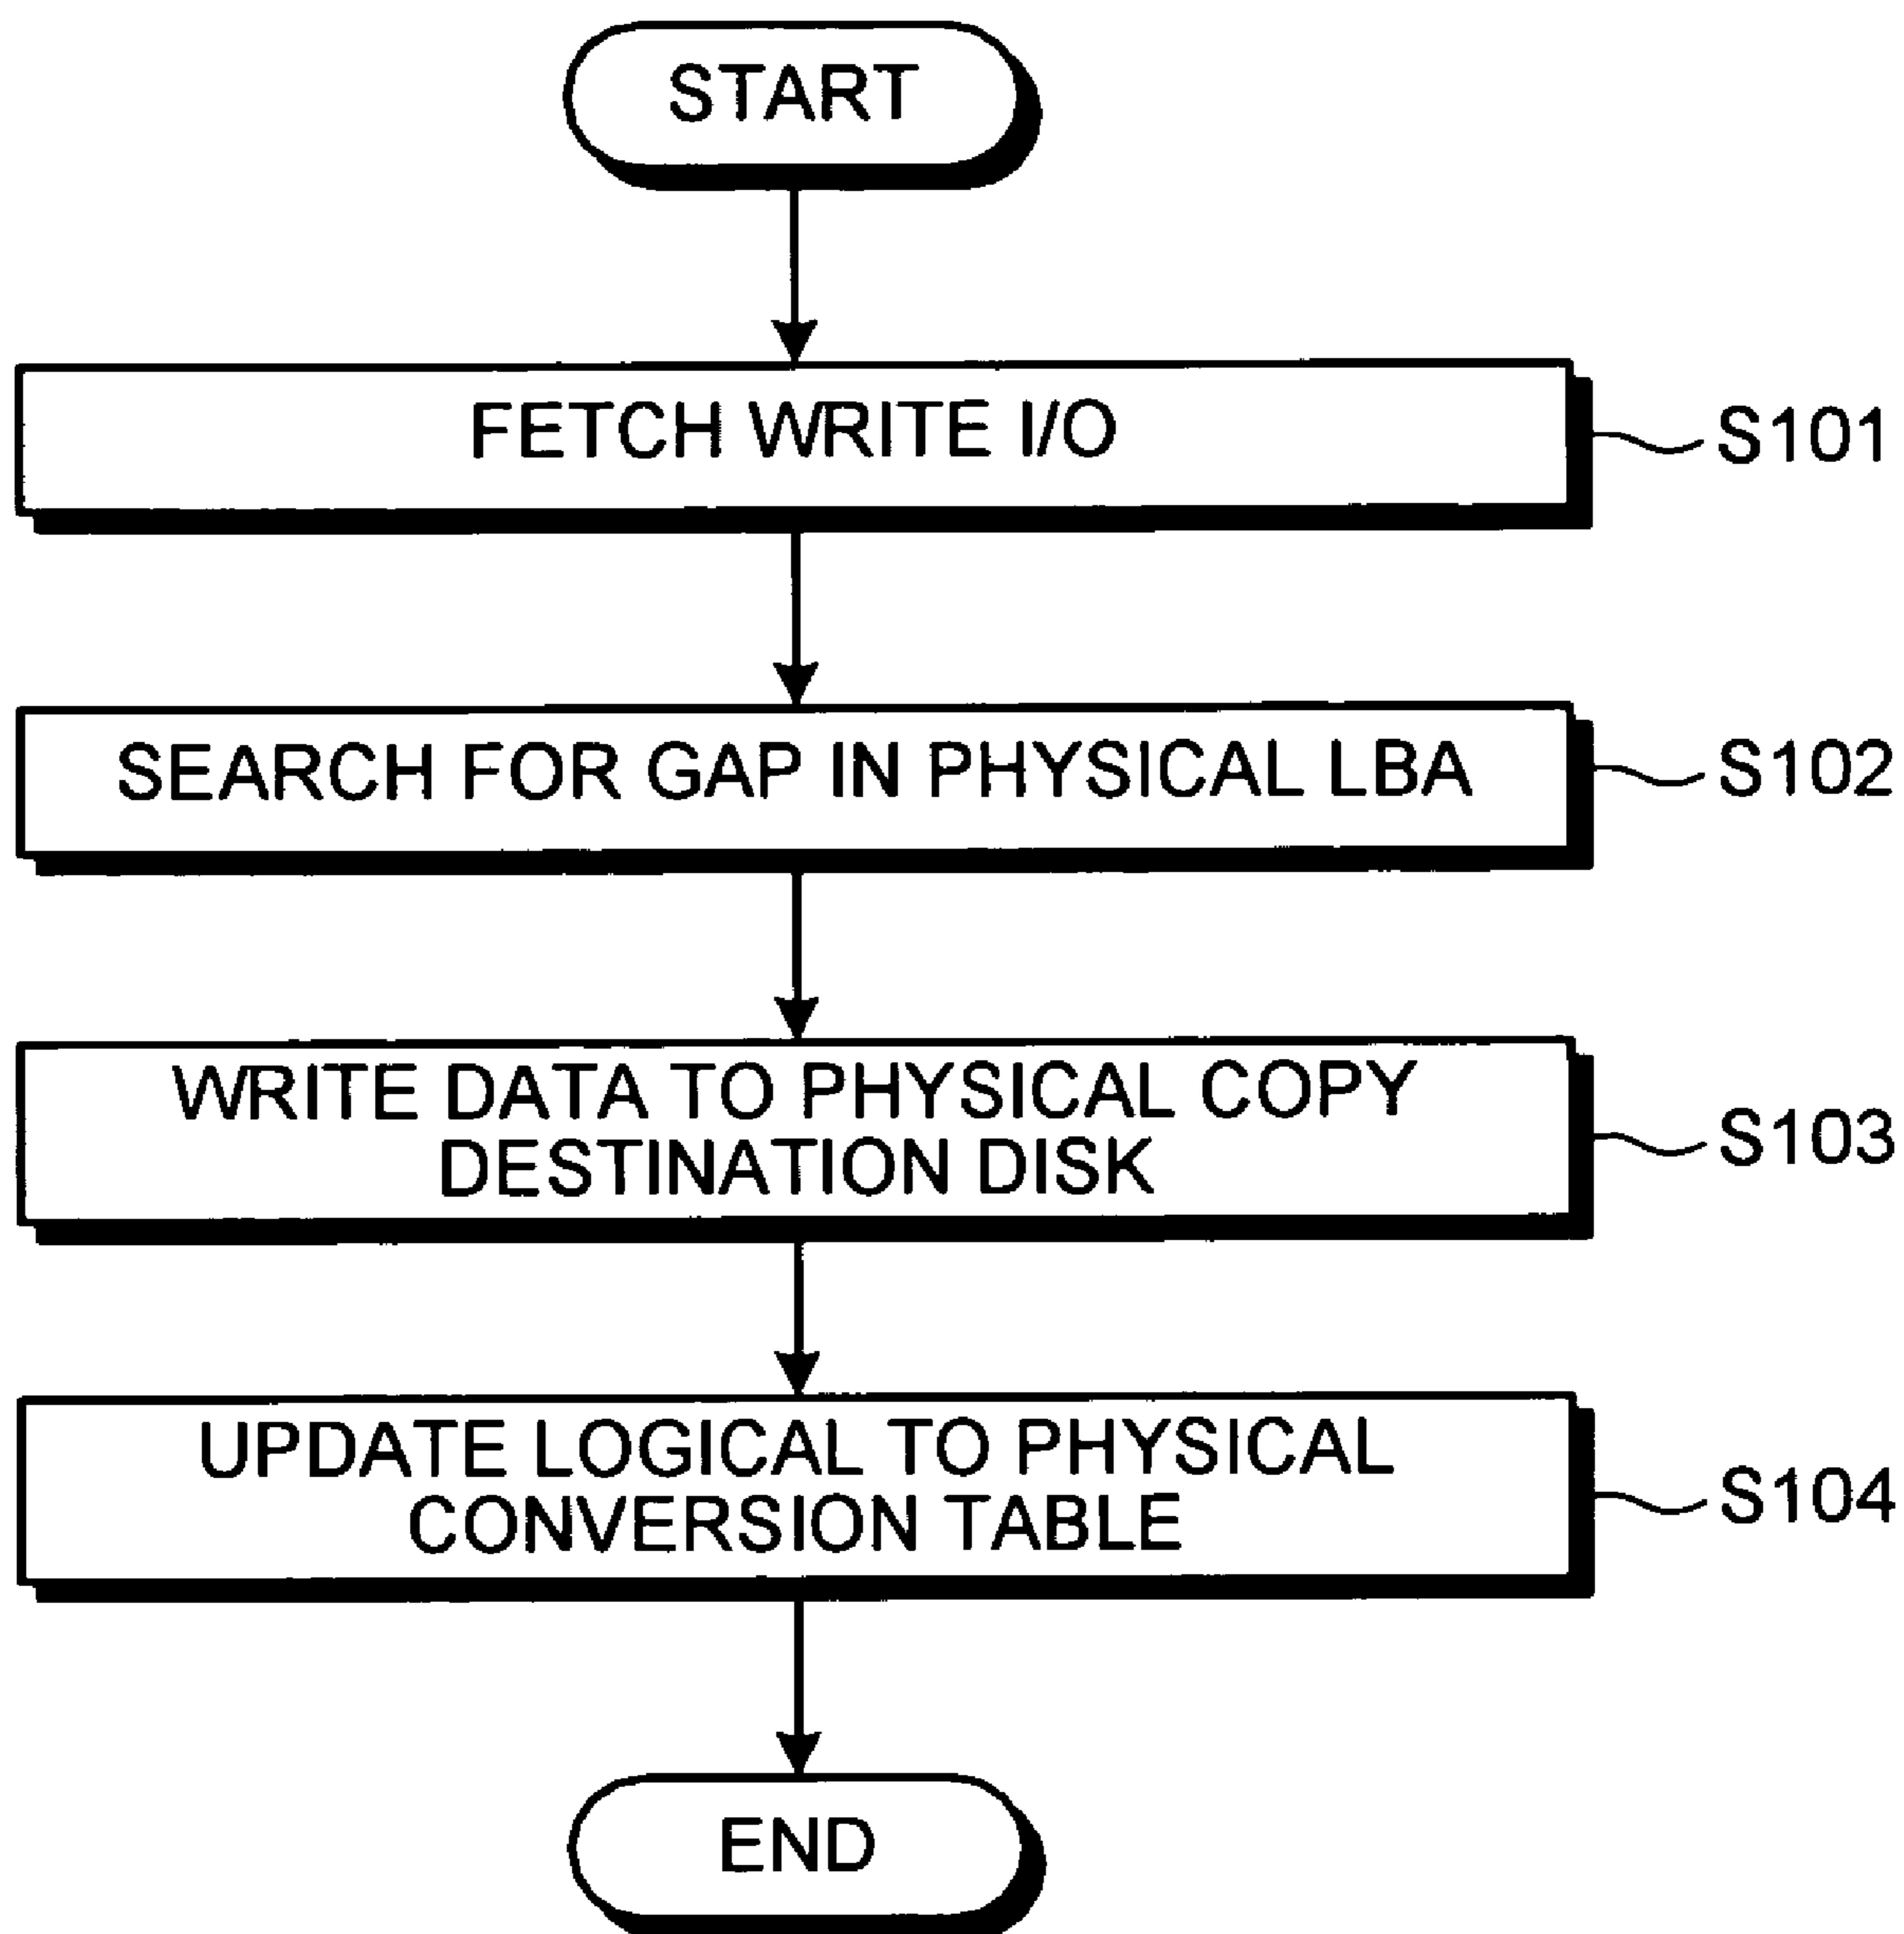 START
FETCH WRITE I/O
S101
SEARCH FOR GAP IN PHYSICAL LBA
S102
WRITE DATA TO PHYSICAL COPY
DESTINATION DISK
S103
UPDATE LOGICAL TO PHYSICAL
CONVERSION TABLE
S104
END